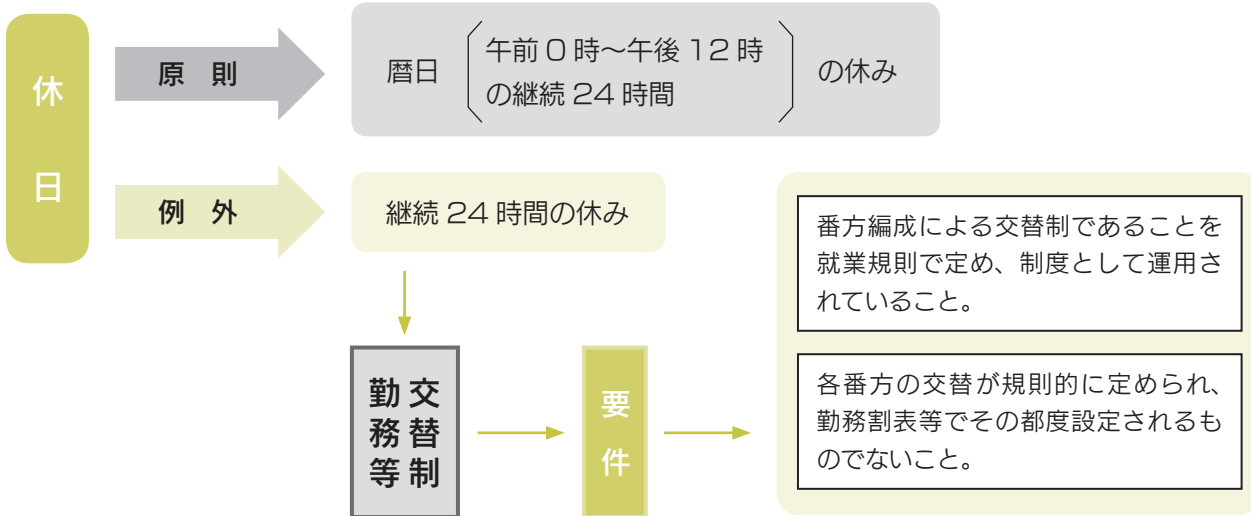 休日
原則
暦日（午前０時～午後12時
の継続24時間）の休み
例外
継続24時間の休み
交替制
勤務等
要件
番方編成による交替制であることを
就業規則で定め、制度として運用さ
れていること。
各番方の交替が規則的に定められ、
勤務割表等でその都度設定されるも
のでないこと。